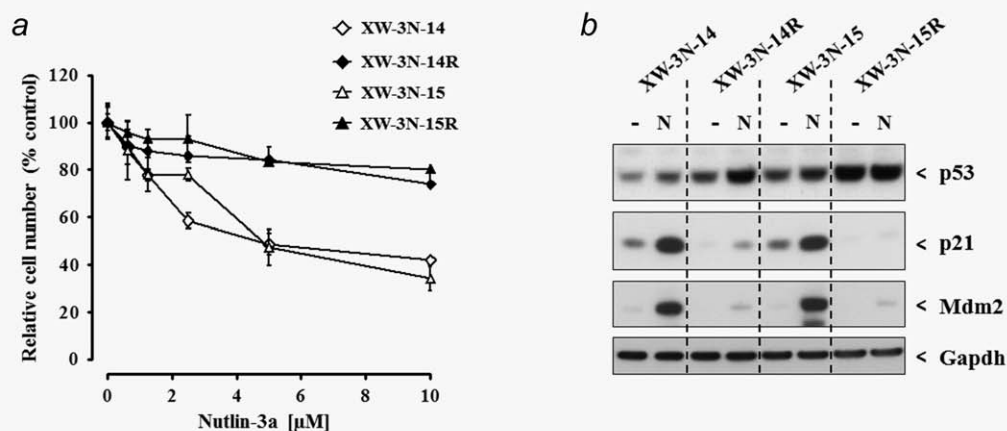 a
XW-3N-14
XW-3N-14R
XW-3N-15
XW-3N-15R
120
100
80
60
40
20
0
Relative cell number (% control)
0 2 4 6 8 10
Nutlin-3a [µM]
b
XW-3N-14 XW-3N-14R XW-3N-15 XW-3N-15R
- N - N - N - N
< p53
< p21
< Mdm2
< Gapdh